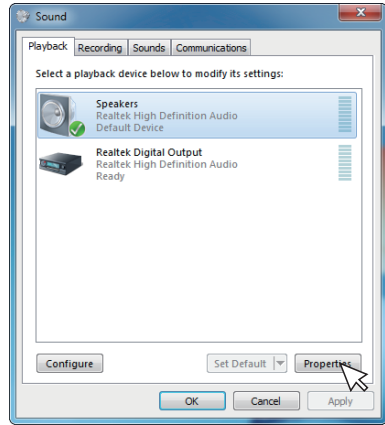 Sound
Playback Recording Sounds Communications
Select a playback device below to modify its settings:
Speakers
Realtek High Definition Audio
Default Device
Realtek Digital Output
Realtek High Definition Audio
Ready
Configure Set Default Properties
OK Cancel Apply